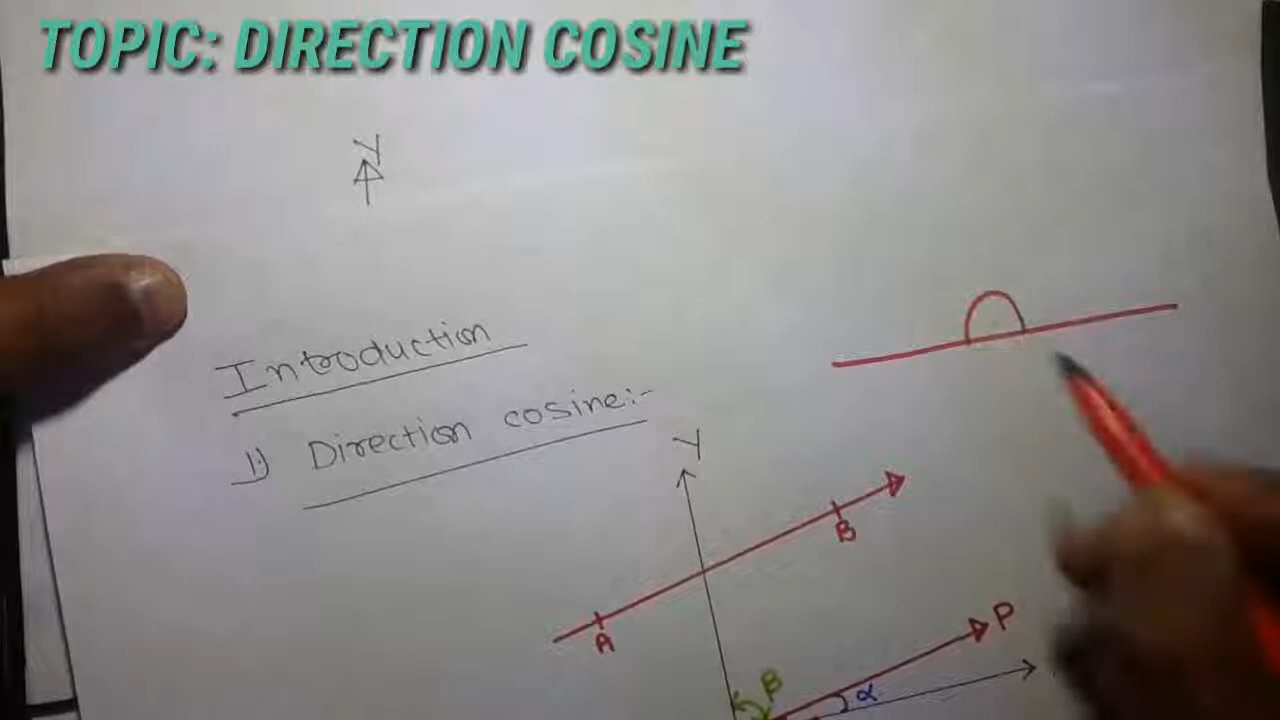 TOPIC: DIRECTION COSINE
Y
Introduction
1) Direction cosine:-
Y
B
A
P
β
α